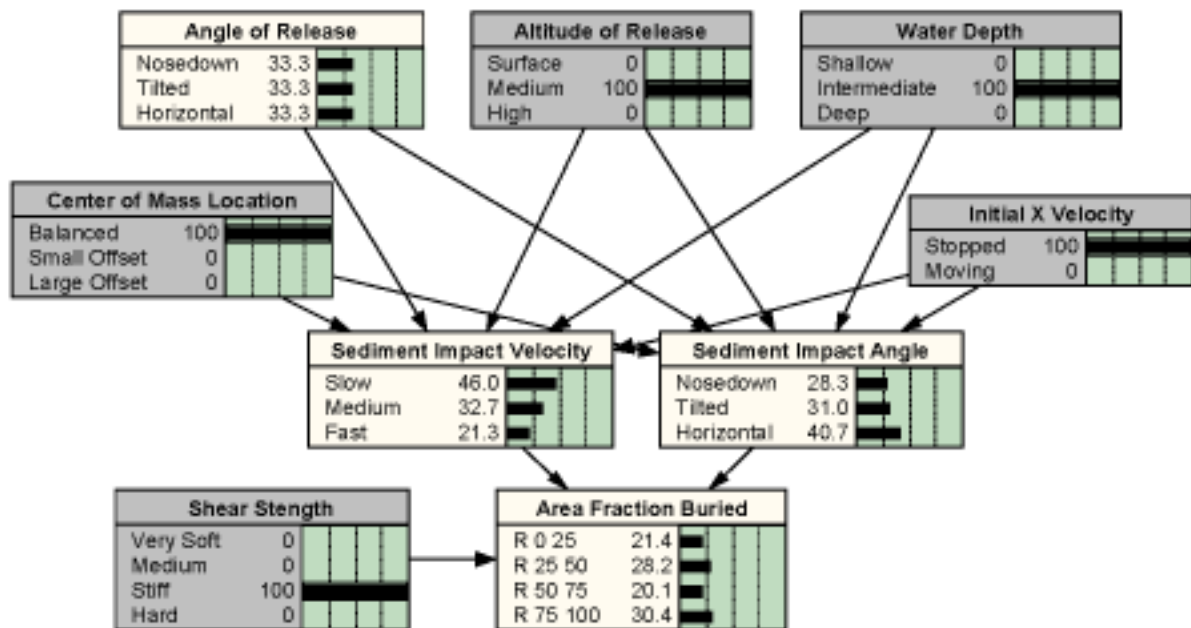 Angle of Release
Nosedown 33.3
Tilted 33.3
Horizontal 33.3
Altitude of Release
Surface 0
Medium 100
High 0
Water Depth
Shallow 0
Intermediate 100
Deep 0
Center of Mass Location
Balanced 100
Small Offset 0
Large Offset 0
Initial X Velocity
Stopped 100
Moving 0
Sediment Impact Velocity
Slow 46.0
Medium 32.7
Fast 21.3
Sediment Impact Angle
Nosedown 28.3
Tilted 31.0
Horizontal 40.7
Shear Stength
Very Soft 0
Medium 0
Stiff 100
Hard 0
Area Fraction Buried
R 0 25 21.4
R 25 50 28.2
R 50 75 20.1
R 75 100 30.4